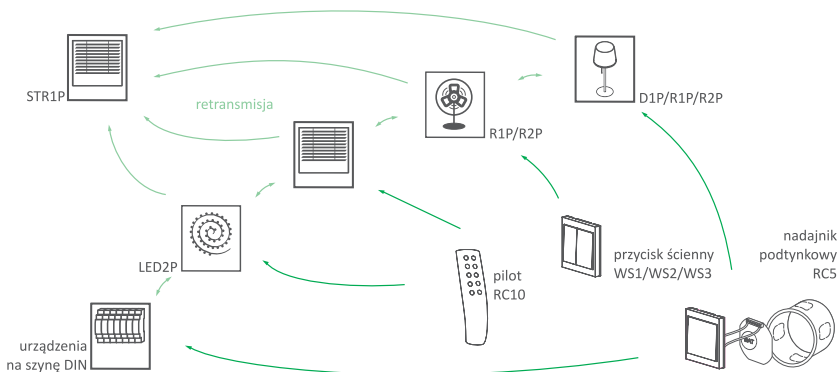 STR1P
retransmisja
R1P/R2P
D1P/R1P/R2P
LED2P
pilot
RC10
przycisk ścienny
WS1/WS2/WS3
nadajnik
podtynkowy
RC5
urządzenia
na szynę DIN